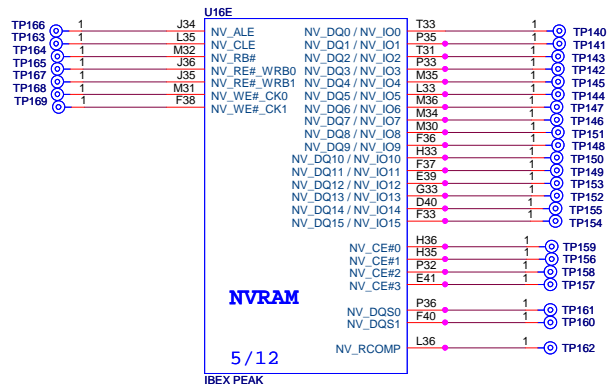 U16E
TP166 1 J34 NV_ALE NV_DQ0 / NV_IO0 T33 1 TP140
TP163 1 L35 NV_CLE NV_DQ1 / NV_IO1 P35 1 TP141
TP164 1 M32 NV_RB# NV_DQ2 / NV_IO2 T31 1 TP143
TP165 1 J36 NV_RE#_WRB0 NV_DQ3 / NV_IO3 P33 1 TP142
TP167 1 J35 NV_RE#_WRB1 NV_DQ4 / NV_IO4 M35 1 TP145
TP168 1 M31 NV_WE#_CK0 NV_DQ5 / NV_IO5 L33 1 TP144
TP169 1 F38 NV_WE#_CK1 NV_DQ6 / NV_IO6 M36 1 TP147
NV_DQ7 / NV_IO7 M34 1 TP146
NV_DQ8 / NV_IO8 M30 1 TP151
NV_DQ9 / NV_IO9 F36 1 TP148
NV_DQ10 / NV_IO10 H33 1 TP150
NV_DQ11 / NV_IO11 F37 1 TP149
NV_DQ12 / NV_IO12 E39 1 TP153
NV_DQ13 / NV_IO13 G33 1 TP152
NV_DQ14 / NV_IO14 D40 1 TP155
NV_DQ15 / NV_IO15 F33 1 TP154
NV_CE#0 H36 1 TP159
NV_CE#1 H35 1 TP156
NV_CE#2 P32 1 TP158
NV_CE#3 E41 1 TP157
NVRAM
NV_DQS0 P36 1 TP161
NV_DQS1 F40 1 TP160
NV_RCOMP L36 1 TP162
5/12
IBEX PEAK